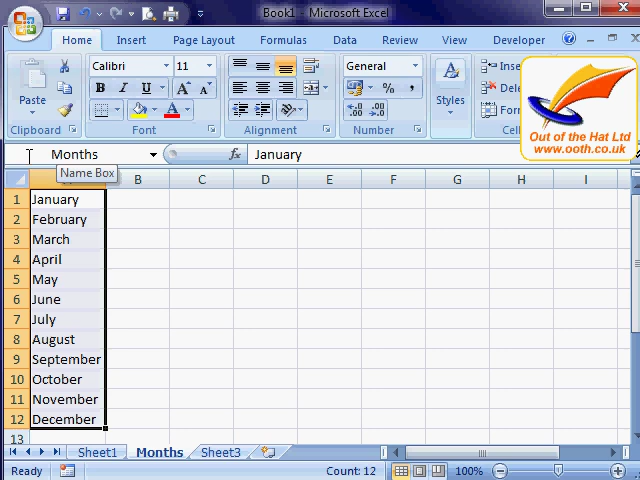 Book1 - Microsoft Excel
Home Insert Page Layout Formulas Data Review View Developer
Calibri 11 General
Paste B I U A A % , Styles
Clipboard Font Alignment Number
Out of the Hat Ltd
www.ooth.co.uk
Months fx January
Name Box
B C D E F G H I
1 January
2 February
3 March
4 April
5 May
6 June
7 July
8 August
9 September
10 October
11 November
12 December
13
Sheet1 Months Sheet3
Ready Count: 12 100%